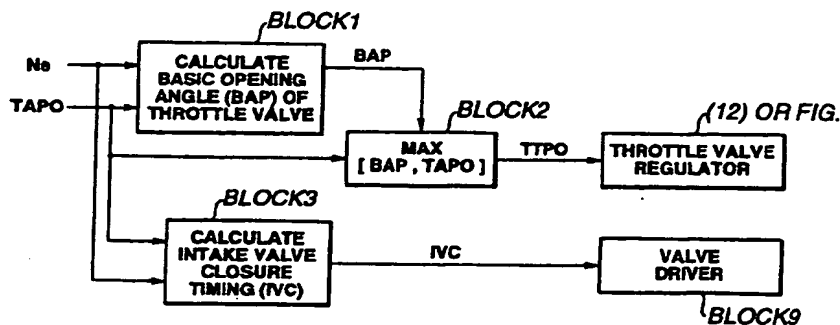 BLOCK1
Ne
TAPO
CALCULATE
BASIC OPENING
ANGLE (BAP) OF
THROTTLE VALVE
BAP
BLOCK2
MAX
[ BAP , TAPO ]
TTPO
(12) OR FIG.
THROTTLE VALVE
REGULATOR
BLOCK3
CALCULATE
INTAKE VALVE
CLOSURE
TIMING (IVC)
IVC
VALVE
DRIVER
BLOCK9